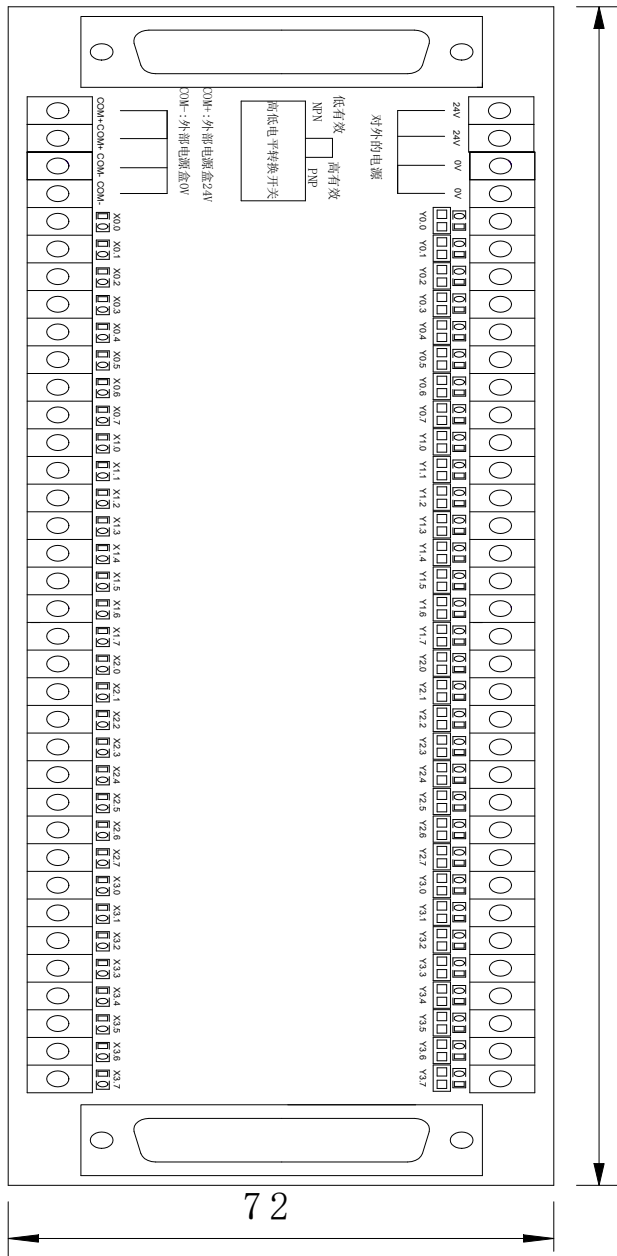 COM+
COM+
COM-
COM-
COM+:外部电源盒24V
COM-:外部电源盒0V
高低电平转换开关
低有效
NPN
高有效
PNP
对外的电源
24V
24V
0V
0V
X0.0
X0.1
X0.2
X0.3
X0.4
X0.5
X0.6
X0.7
X1.0
X1.1
X1.2
X1.3
X1.4
X1.5
X1.6
X1.7
X2.0
X2.1
X2.2
X2.3
X2.4
X2.5
X2.6
X2.7
X3.0
X3.1
X3.2
X3.3
X3.4
X3.5
X3.6
X3.7
Y0.0
Y0.1
Y0.2
Y0.3
Y0.4
Y0.5
Y0.6
Y0.7
Y1.0
Y1.1
Y1.2
Y1.3
Y1.4
Y1.5
Y1.6
Y1.7
Y2.0
Y2.1
Y2.2
Y2.3
Y2.4
Y2.5
Y2.6
Y2.7
Y3.0
Y3.1
Y3.2
Y3.3
Y3.4
Y3.5
Y3.6
Y3.7
72